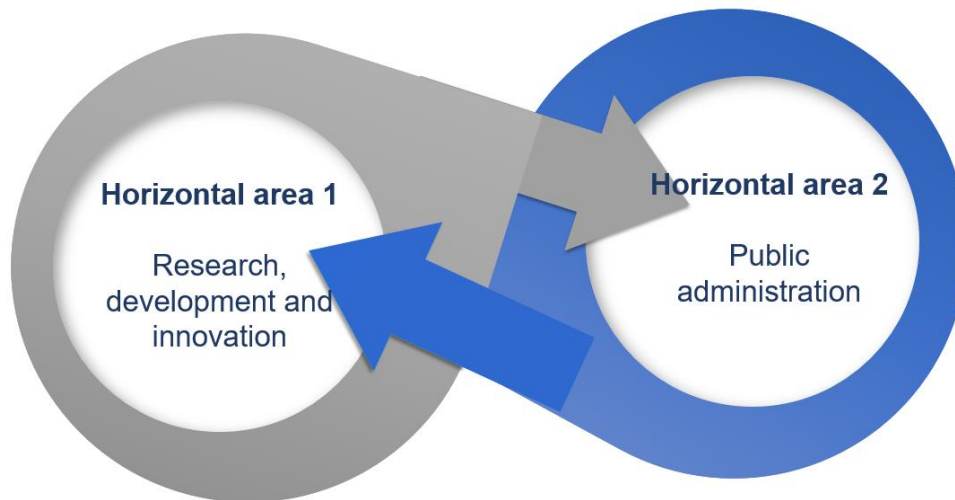 Horizontal area 1
Research,
development and
innovation
Horizontal area 2
Public
administration